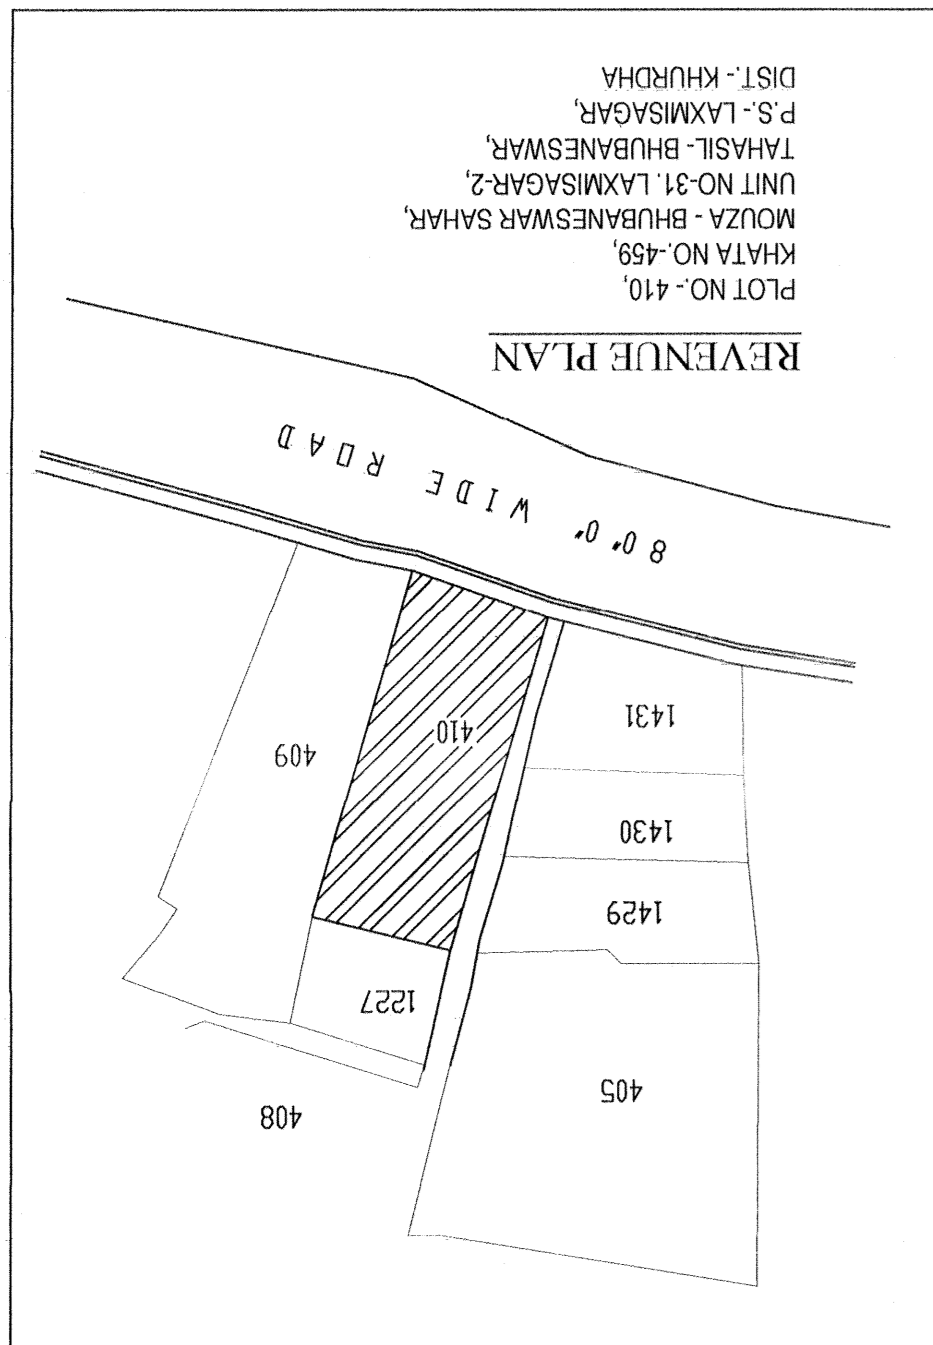 408
405
1227
1429
1430
409
410
1431
80'0" WIDE ROAD
REVENUE PLAN
PLOT NO.- 410,
KHATA NO.-459,
MOUZA - BHUBANESWAR SAHAR,
UNIT NO-31. LAXMISAGAR-2,
TAHASIL- BHUBANESWAR,
P.S.- LAXMISAGAR,
DIST.- KHURDHA